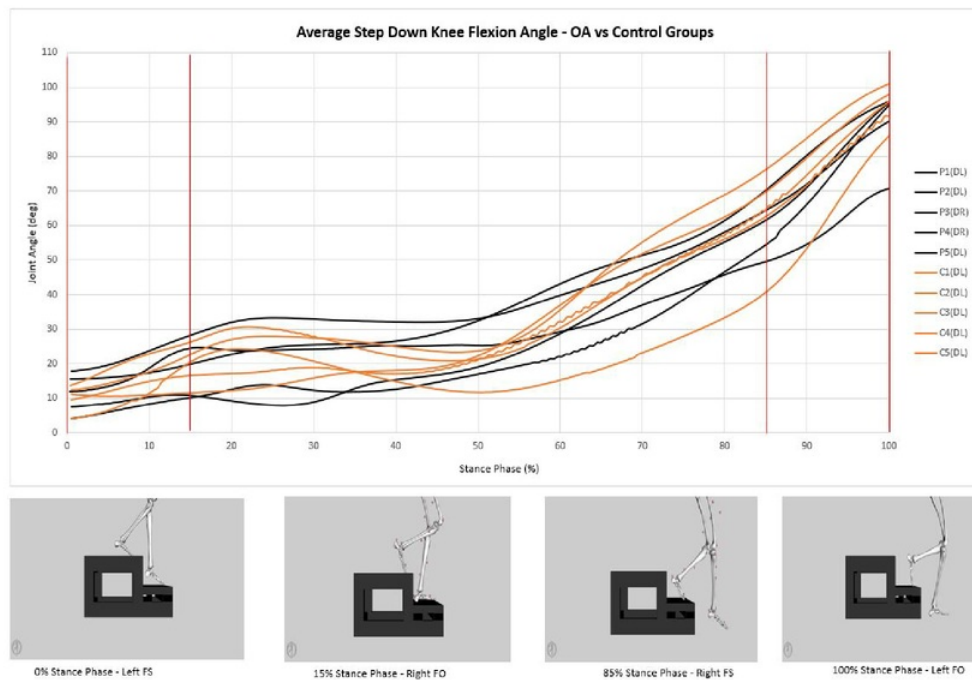 Average Step Down Knee Flexion Angle - OA vs Control Groups
110
100
90
80
70
60
50
40
30
20
10
0
Joint Angle (deg)
0 10 20 30 40 50 60 70 80 90 100
Stance Phase (%)
P1(DL)
P2(DL)
P3(DR)
P4(DR)
P5(DL)
C1(DL)
C2(DL)
C3(DL)
C4(DL)
C5(DL)
0% Stance Phase - Left FS
15% Stance Phase - Right FO
85% Stance Phase - Right FS
100% Stance Phase - Left FO